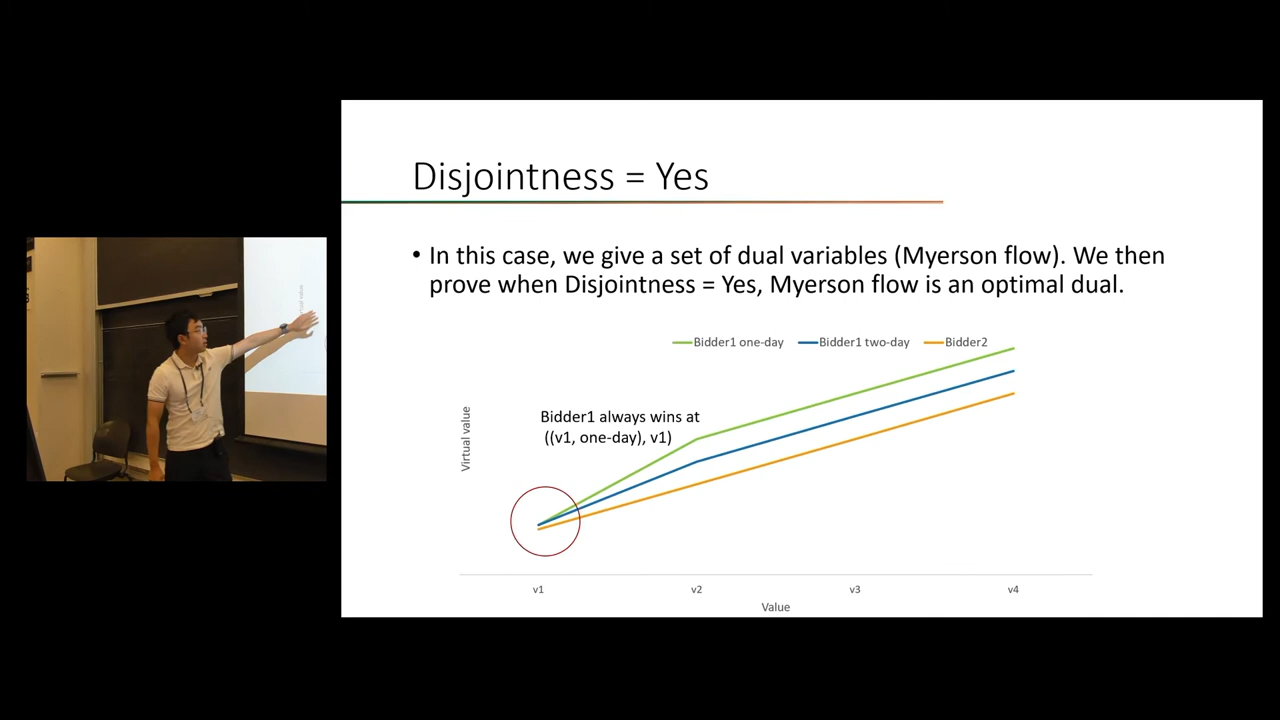 Disjointness = Yes
• In this case, we give a set of dual variables (Myerson flow). We then
prove when Disjointness = Yes, Myerson flow is an optimal dual.
Bidder1 one-day Bidder1 two-day Bidder2
Bidder1 always wins at
((v1, one-day), v1)
Virtual value
v1 v2 v3 v4
Value